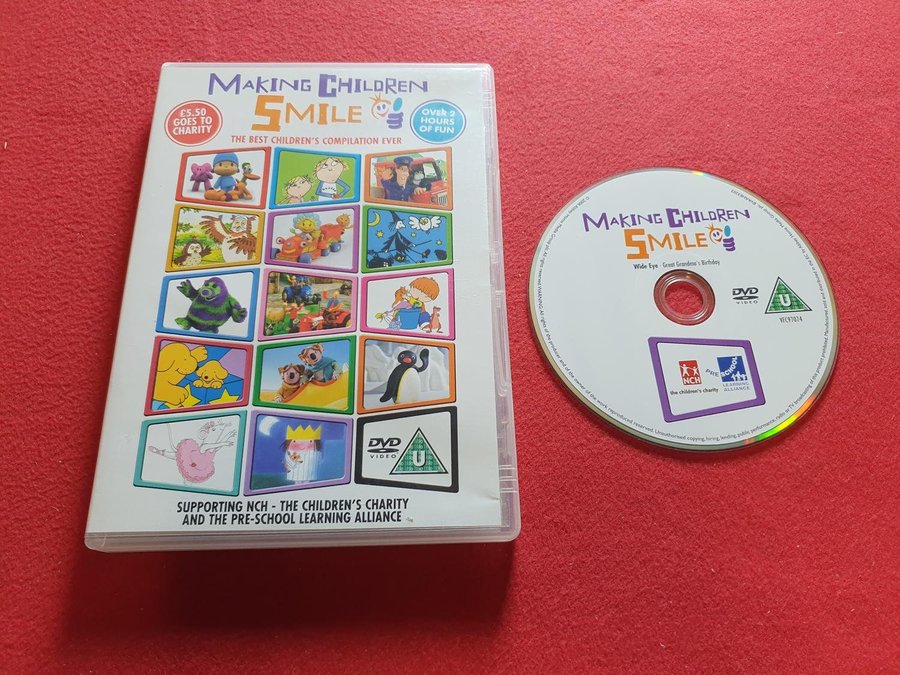 MAKING CHILDREN
SMILE
£5.50
GOES TO
CHARITY
OVER 2
HOURS
OF FUN
THE BEST CHILDREN'S COMPILATION EVER
DVD
VIDEO
U
SUPPORTING NCH - THE CHILDREN'S CHARITY
AND THE PRE-SCHOOL LEARNING ALLIANCE
MAKING CHILDREN
SMILE
Wide Eye - Great Grandma's Birthday
DVD
VIDEO
U
NCH
the children's charity
PRE-SCHOOL
LEARNING
ALLIANCE